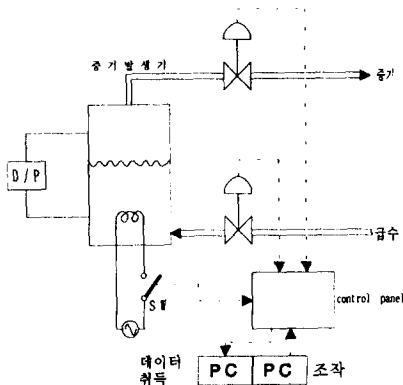 증기발생기
증기
D/P
급수
SW
control panel
데이터
취득
PC PC 조작